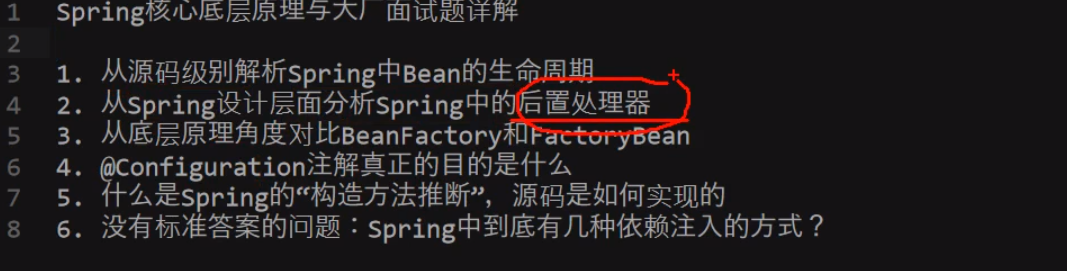 1 Spring核心底层原理与大厂面试题详解
2
3 1. 从源码级别解析Spring中Bean的生命周期
4 2. 从Spring设计层面分析Spring中的后置处理器
5 3. 从底层原理角度对比BeanFactory和FactoryBean
6 4. @Configuration注解真正的目的是什么
7 5. 什么是Spring的“构造方法推断”，源码是如何实现的
8 6. 没有标准答案的问题：Spring中到底有几种依赖注入的方式？